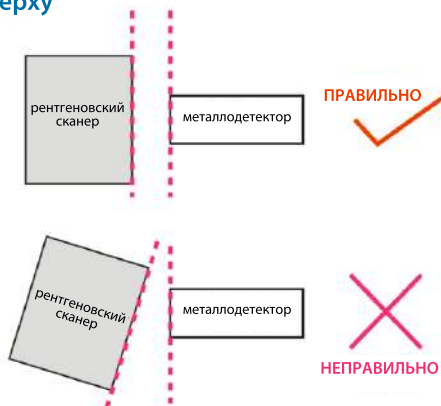 ерху
рентгеновский
сканер
металлодетектор
ПРАВИЛЬНО
рентгеновский
сканер
металлодетектор
НЕПРАВИЛЬНО